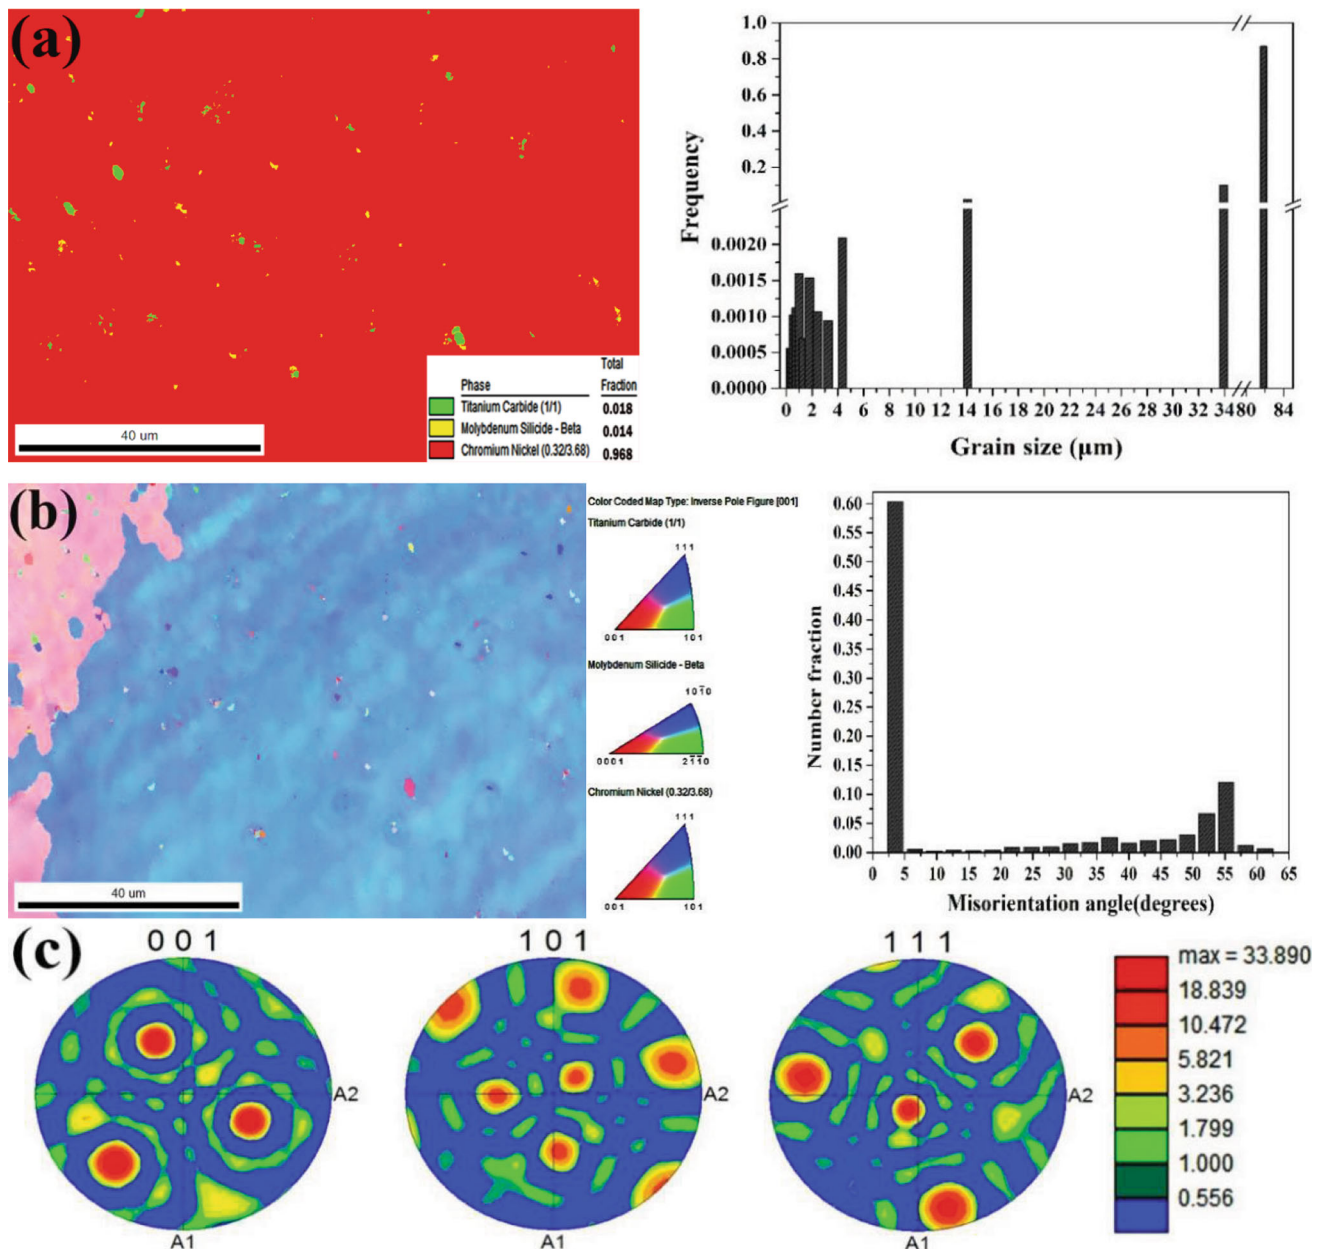 (a)
Total
Phase Fraction
Titanium Carbide (1/1) 0.018
Molybdenum Silicide - Beta 0.014
Chromium Nickel (0.32/3.68) 0.968
40 um
1.0
0.8
0.6
0.4
0.2
0.0020
0.0015
0.0010
0.0005
0.0000
Frequency
0 2 4 6 8 10 12 14 16 18 20 22 24 26 28 30 32 34 80 84
Grain size (μm)
(b)
40 um
Color Coded Map Type: Inverse Pole Figure [001]
Titanium Carbide (1/1)
111
001 101
Molybdenum Silicide - Beta
101̅0
0001 21̅1̅0
Chromium Nickel (0.32/3.68)
111
001 101
0.60
0.55
0.50
0.45
0.40
0.35
0.30
0.25
0.20
0.15
0.10
0.05
0.00
Number fraction
0 5 10 15 20 25 30 35 40 45 50 55 60 65
Misorientation angle(degrees)
(c)
001 101 111
A2
A1
A2
A1
A2
A1
max = 33.890
18.839
10.472
5.821
3.236
1.799
1.000
0.556